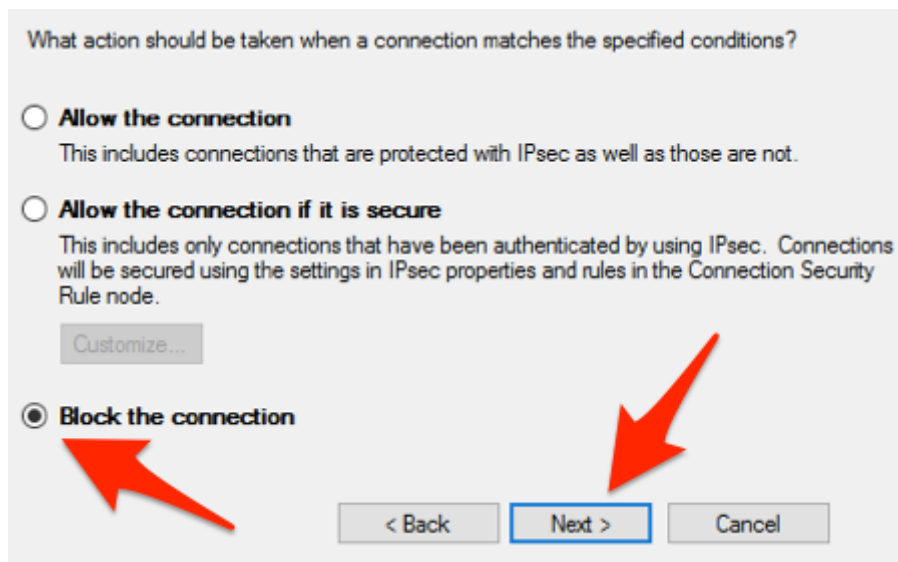 What action should be taken when a connection matches the specified conditions?
Allow the connection
This includes connections that are protected with IPsec as well as those are not.
Allow the connection if it is secure
This includes only connections that have been authenticated by using IPsec. Connections
will be secured using the settings in IPsec properties and rules in the Connection Security
Rule node.
Customize...
Block the connection
< Back Next > Cancel